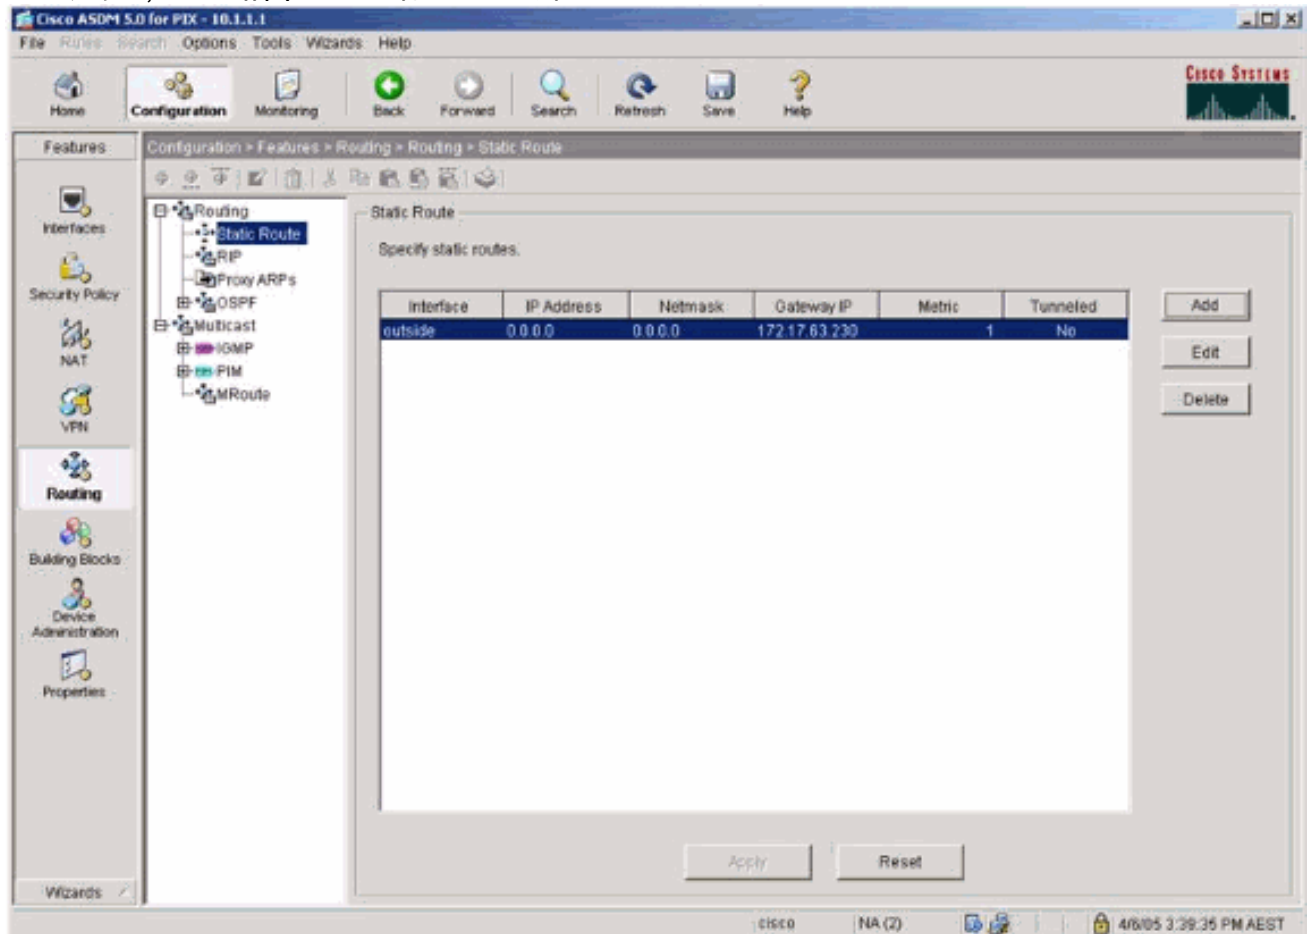 Cisco ASDM 5.0 for PIX - 10.1.1.1
File Rules Search Options Tools Wizards Help
Home Configuration Monitoring Back Forward Search Refresh Save Help
CISCO SYSTEMS
Features
Configuration > Features > Routing > Routing > Static Route
Interfaces
Security Policy
NAT
VPN
Routing
Building Blocks
Device Administration
Properties
Wizards
Routing
Static Route
RIP
Proxy ARPs
OSPF
Multicast
IGMP
PIM
MRoute
Static Route
Specify static routes.
Interface IP Address Netmask Gateway IP Metric Tunneled
outside 0.0.0.0 0.0.0.0 172.17.63.230 1 No
Add
Edit
Delete
Apply Reset
cisco NA (2) 4/6/05 3:39:35 PM AEST